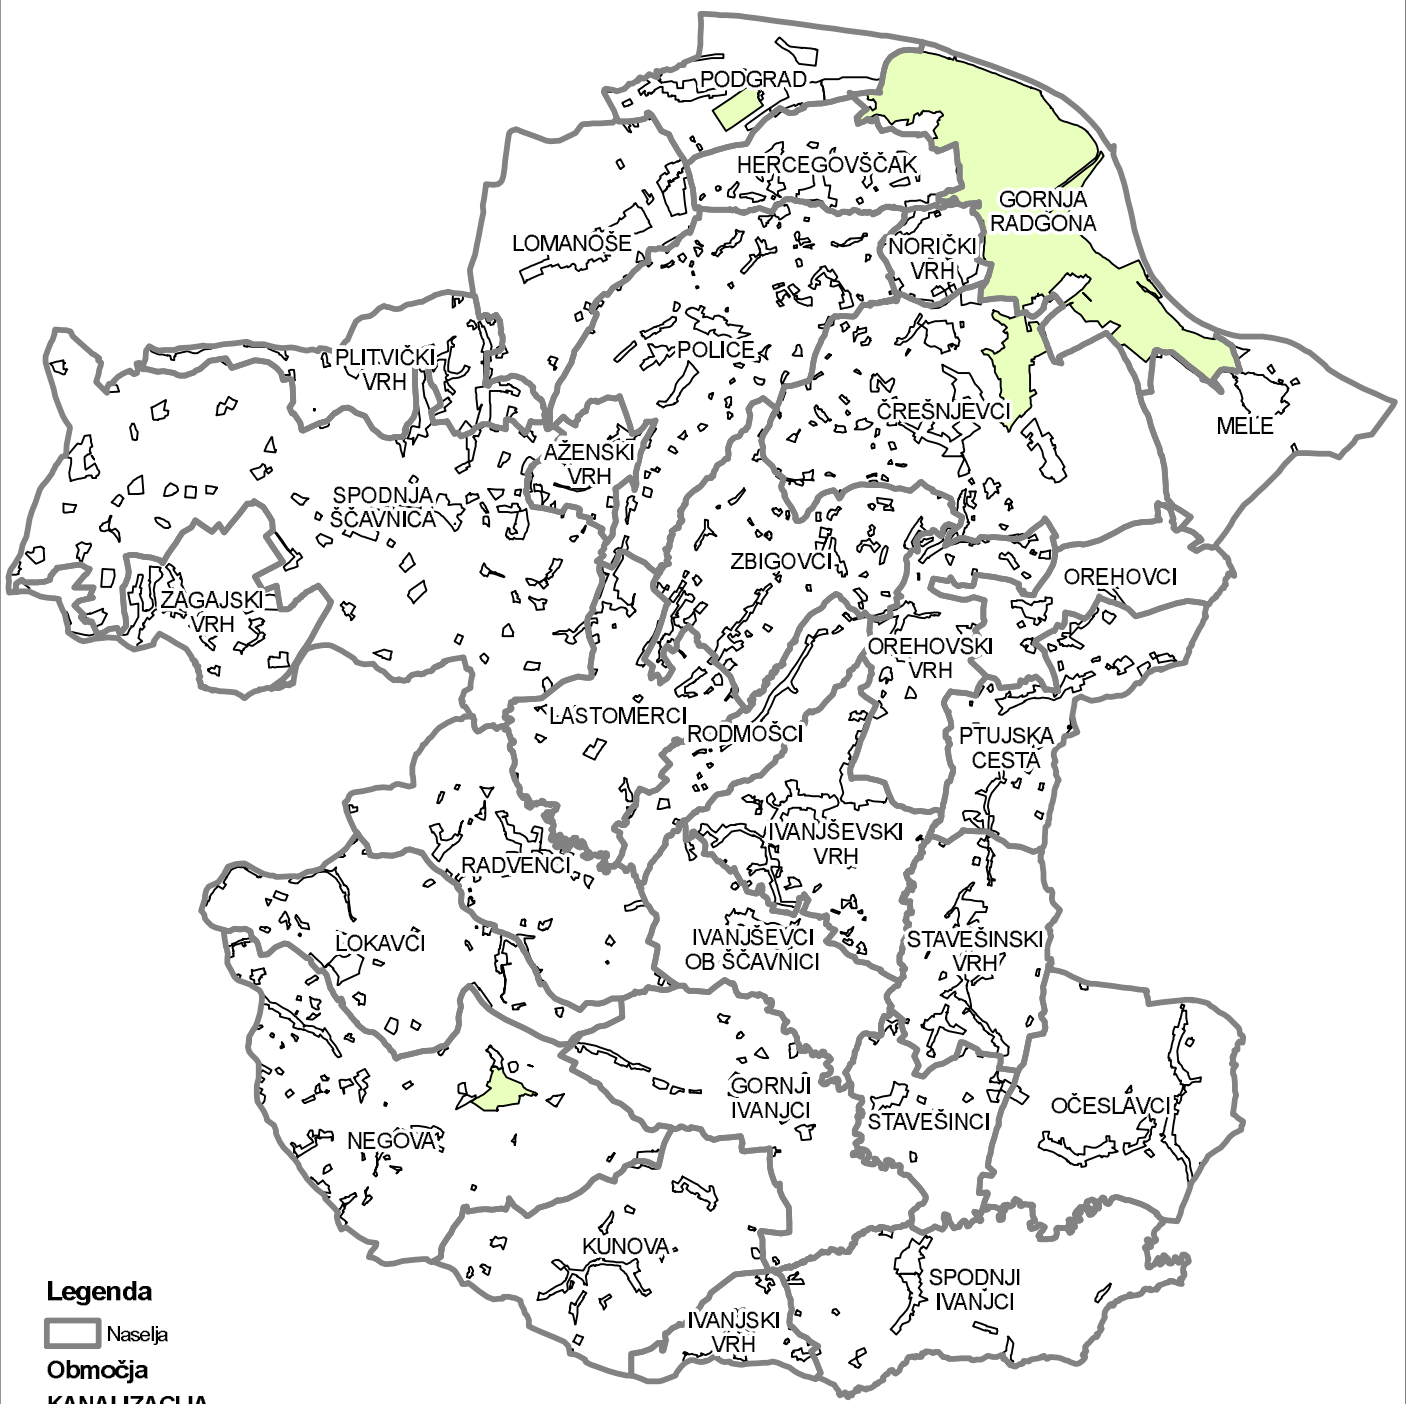 PODGRAD
HERCEGOVŠČAK
GORNJA
RADGONA
LOMANOŠE
NORIČKI
VRH
PLITVIČKI
VRH
POLICE
ČREŠNJEVCI
MELE
AŽENSKI
VRH
SPODNJA
ŠČAVNICA
ZBIGOVCI
OREHOVCI
ZAGAJSKI
VRH
OREHOVSKI
VRH
LASTOMERCI
RODMOŠCI
PTUJSKA
CESTA
IVANJŠEVSKI
VRH
RADVENCI
LOKAVCI
IVANJŠEVCI
OB ŠČAVNICI
STAVEŠINSKI
VRH
GORNJI
IVANJCI
STAVEŠINCI
OČESLAVCI
NEGOVA
KUNOVA
SPODNJI
IVANJCI
IVANJSKI
VRH
Legenda
Naselja
Območja
KANALIZACIJA